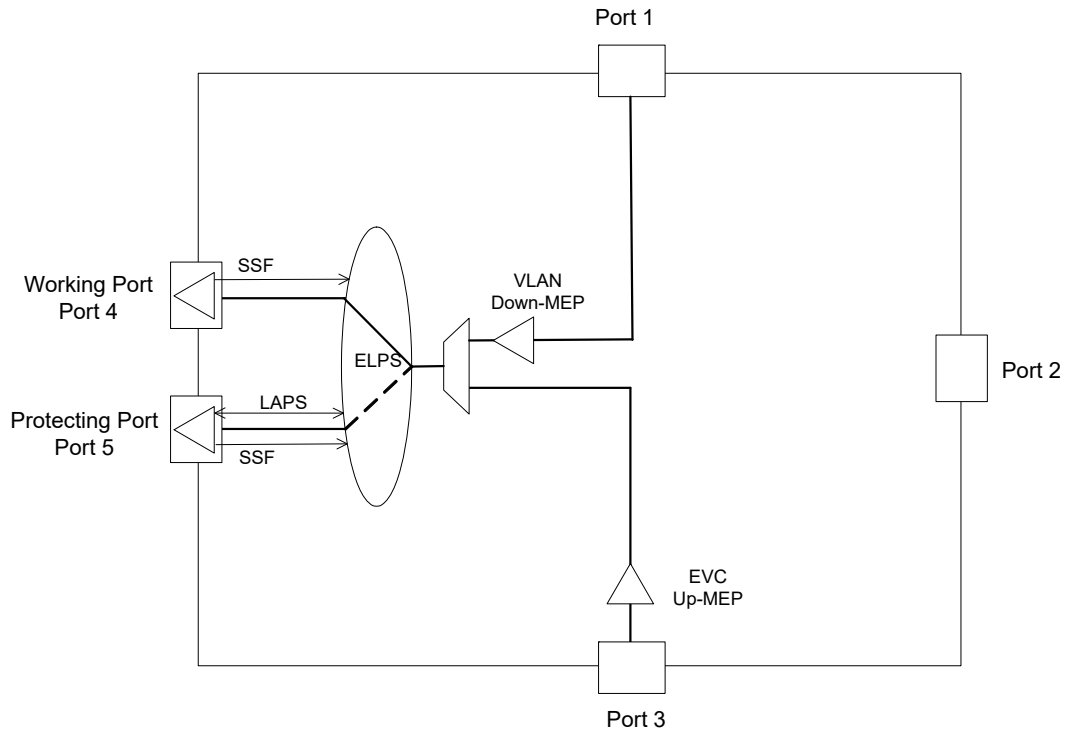 Port 1
SSF
Working Port
Port 4
VLAN
Down-MEP
ELPS
Port 2
LAPS
Protecting Port
Port 5
SSF
EVC
Up-MEP
Port 3